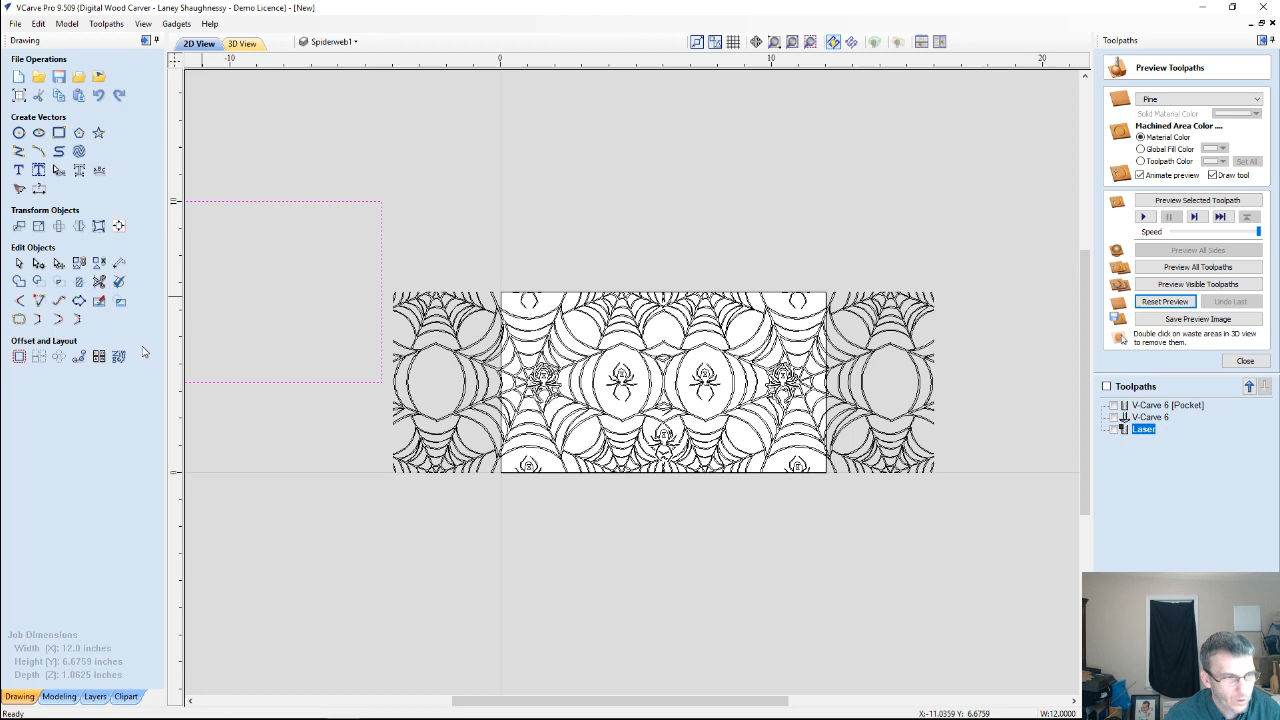 VCarve Pro 9.509 {Digital Wood Carver - Laney Shaughnessy - Demo Licence} - [New]
File Edit Model Toolpaths View Gadgets Help
Drawing
2D View 3D View Spiderweb1
Toolpaths
File Operations
Create Vectors
Transform Objects
Edit Objects
Offset and Layout
Job Dimensions
Width (X): 12.0 inches
Height (Y): 6.6759 inches
Depth (Z): 1.0625 inches
Drawing Modeling Layers Clipart
Ready
-10 0 10 20
Preview Toolpaths
Pine
Solid Material Color
Machined Area Color ....
Material Color
Global Fill Color
Toolpath Color Set All
Animate preview Draw tool
Preview Selected Toolpath
Speed
Preview All Sides
Preview All Toolpaths
Preview Visible Toolpaths
Reset Preview Undo Last
Save Preview Image
Double click on waste areas in 3D view
to remove them.
Close
Toolpaths
V-Carve 6 [Pocket]
V-Carve 6
Laser
X:-11.0359 Y: 6.6759 W:12.0000